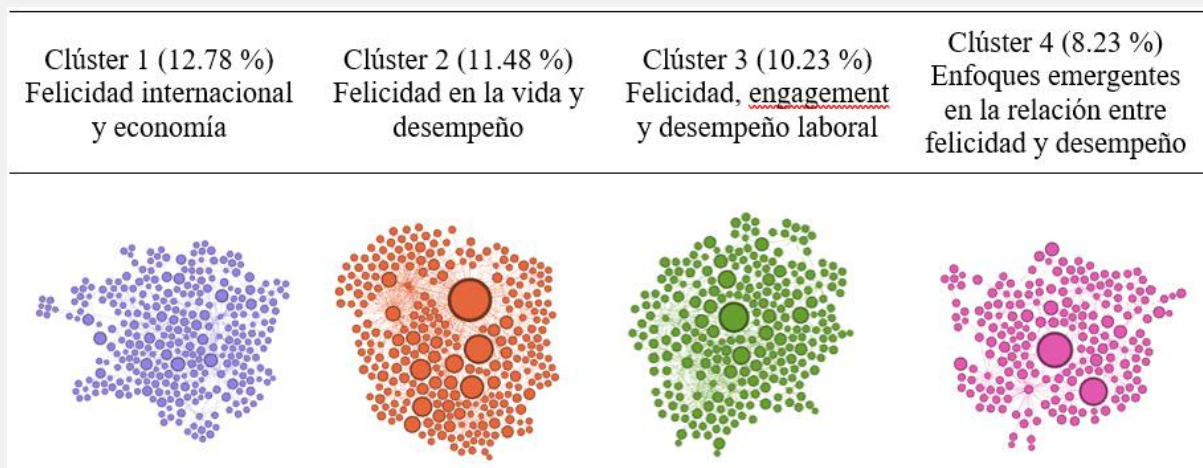 Clúster 1 (12.78 %)
Felicidad internacional
y economía
Clúster 2 (11.48 %)
Felicidad en la vida y
desempeño
Clúster 3 (10.23 %)
Felicidad, engagement
y desempeño laboral
Clúster 4 (8.23 %)
Enfoques emergentes
en la relación entre
felicidad y desempeño